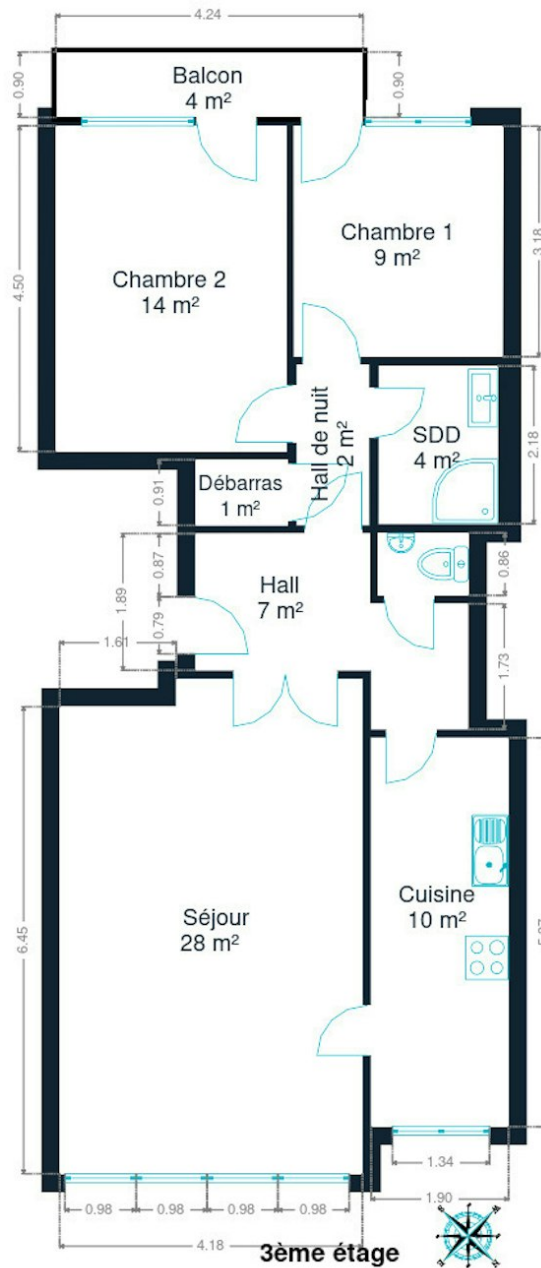 4.24
0.90
0.90
Balcon
4 m²
Chambre 1
9 m²
3.18
Chambre 2
14 m²
4.50
Hall de nuit
2 m²
SDD
4 m²
2.18
Débarras
1 m²
0.91
Hall
7 m²
0.87
1.89
0.79
0.86
1.61
1.73
Séjour
28 m²
6.45
Cuisine
10 m²
1.34
0.98
0.98
0.98
0.98
1.90
4.18
3ème étage